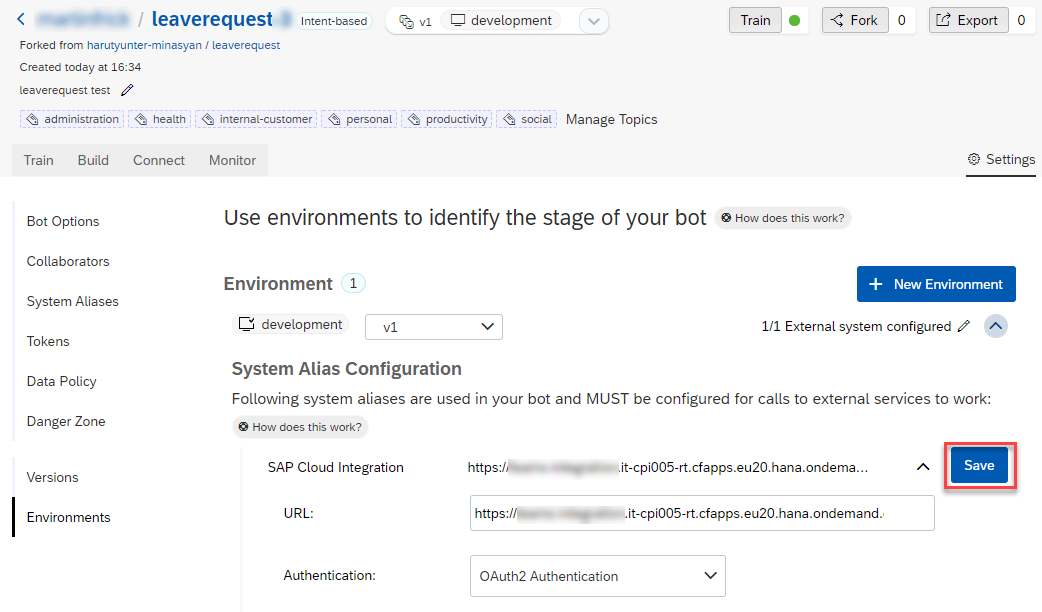 / leaverequest Intent-based v1 development Train Fork 0 Export 0
Forked from harutyunter-minasyan / leaverequest
Created today at 16:34
leaverequest test
administration health internal-customer personal productivity social Manage Topics
Train Build Connect Monitor Settings
Bot Options
Collaborators
System Aliases
Tokens
Data Policy
Danger Zone
Versions
Environments
Use environments to identify the stage of your bot How does this work?
Environment 1 + New Environment
development v1 1/1 External system configured
System Alias Configuration
Following system aliases are used in your bot and MUST be configured for calls to external services to work:
How does this work?
SAP Cloud Integration https:// .it-cpi005-rt.cfapps.eu20.hana.ondema... Save
URL: https:// .it-cpi005-rt.cfapps.eu20.hana.ondemand.
Authentication: OAuth2 Authentication